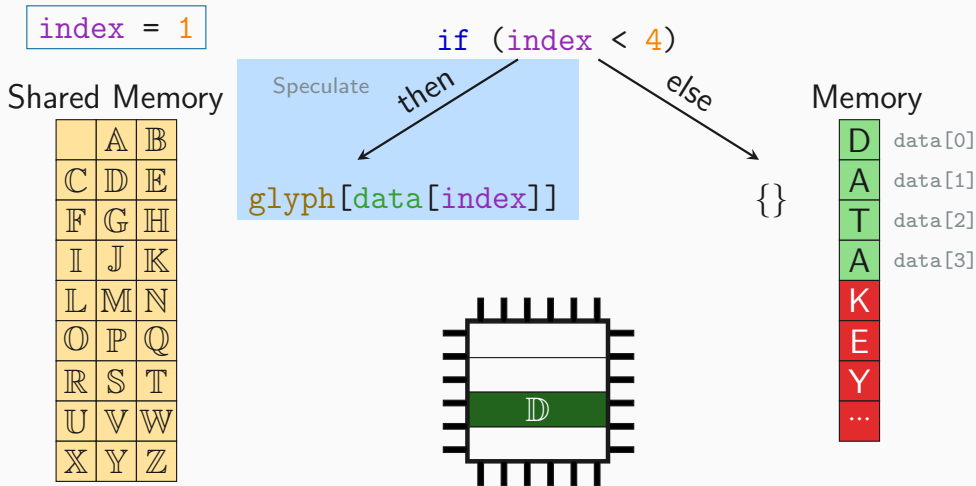 index = 1
if (index < 4)
Speculate
then
else
Shared Memory
Memory
𝔸 𝔹
ℂ 𝔻 𝔼
𝔽 𝔾 ℍ
𝕀 𝕁 𝕂
𝕃 𝕄 ℕ
𝕆 ℙ ℚ
ℝ 𝕊 𝕋
𝕌 𝕍 𝕎
𝕏 𝕐 ℤ
glyph[data[index]]
{}
D data[0]
A data[1]
T data[2]
A data[3]
K
E
Y
...
𝔻